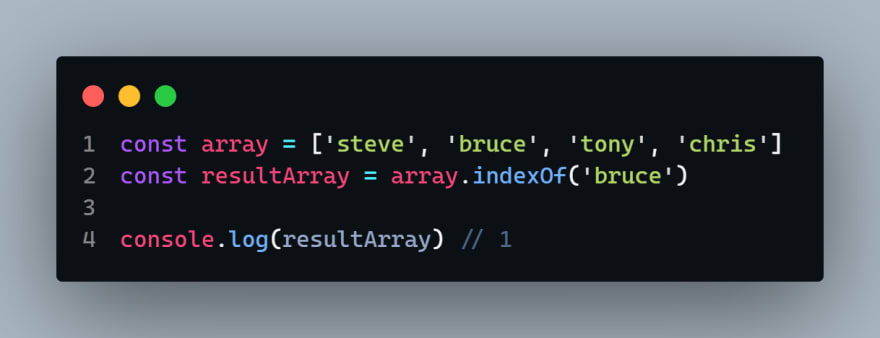 1 const array = ['steve', 'bruce', 'tony', 'chris']
2 const resultArray = array.indexOf('bruce')
3
4 console.log(resultArray) // 1